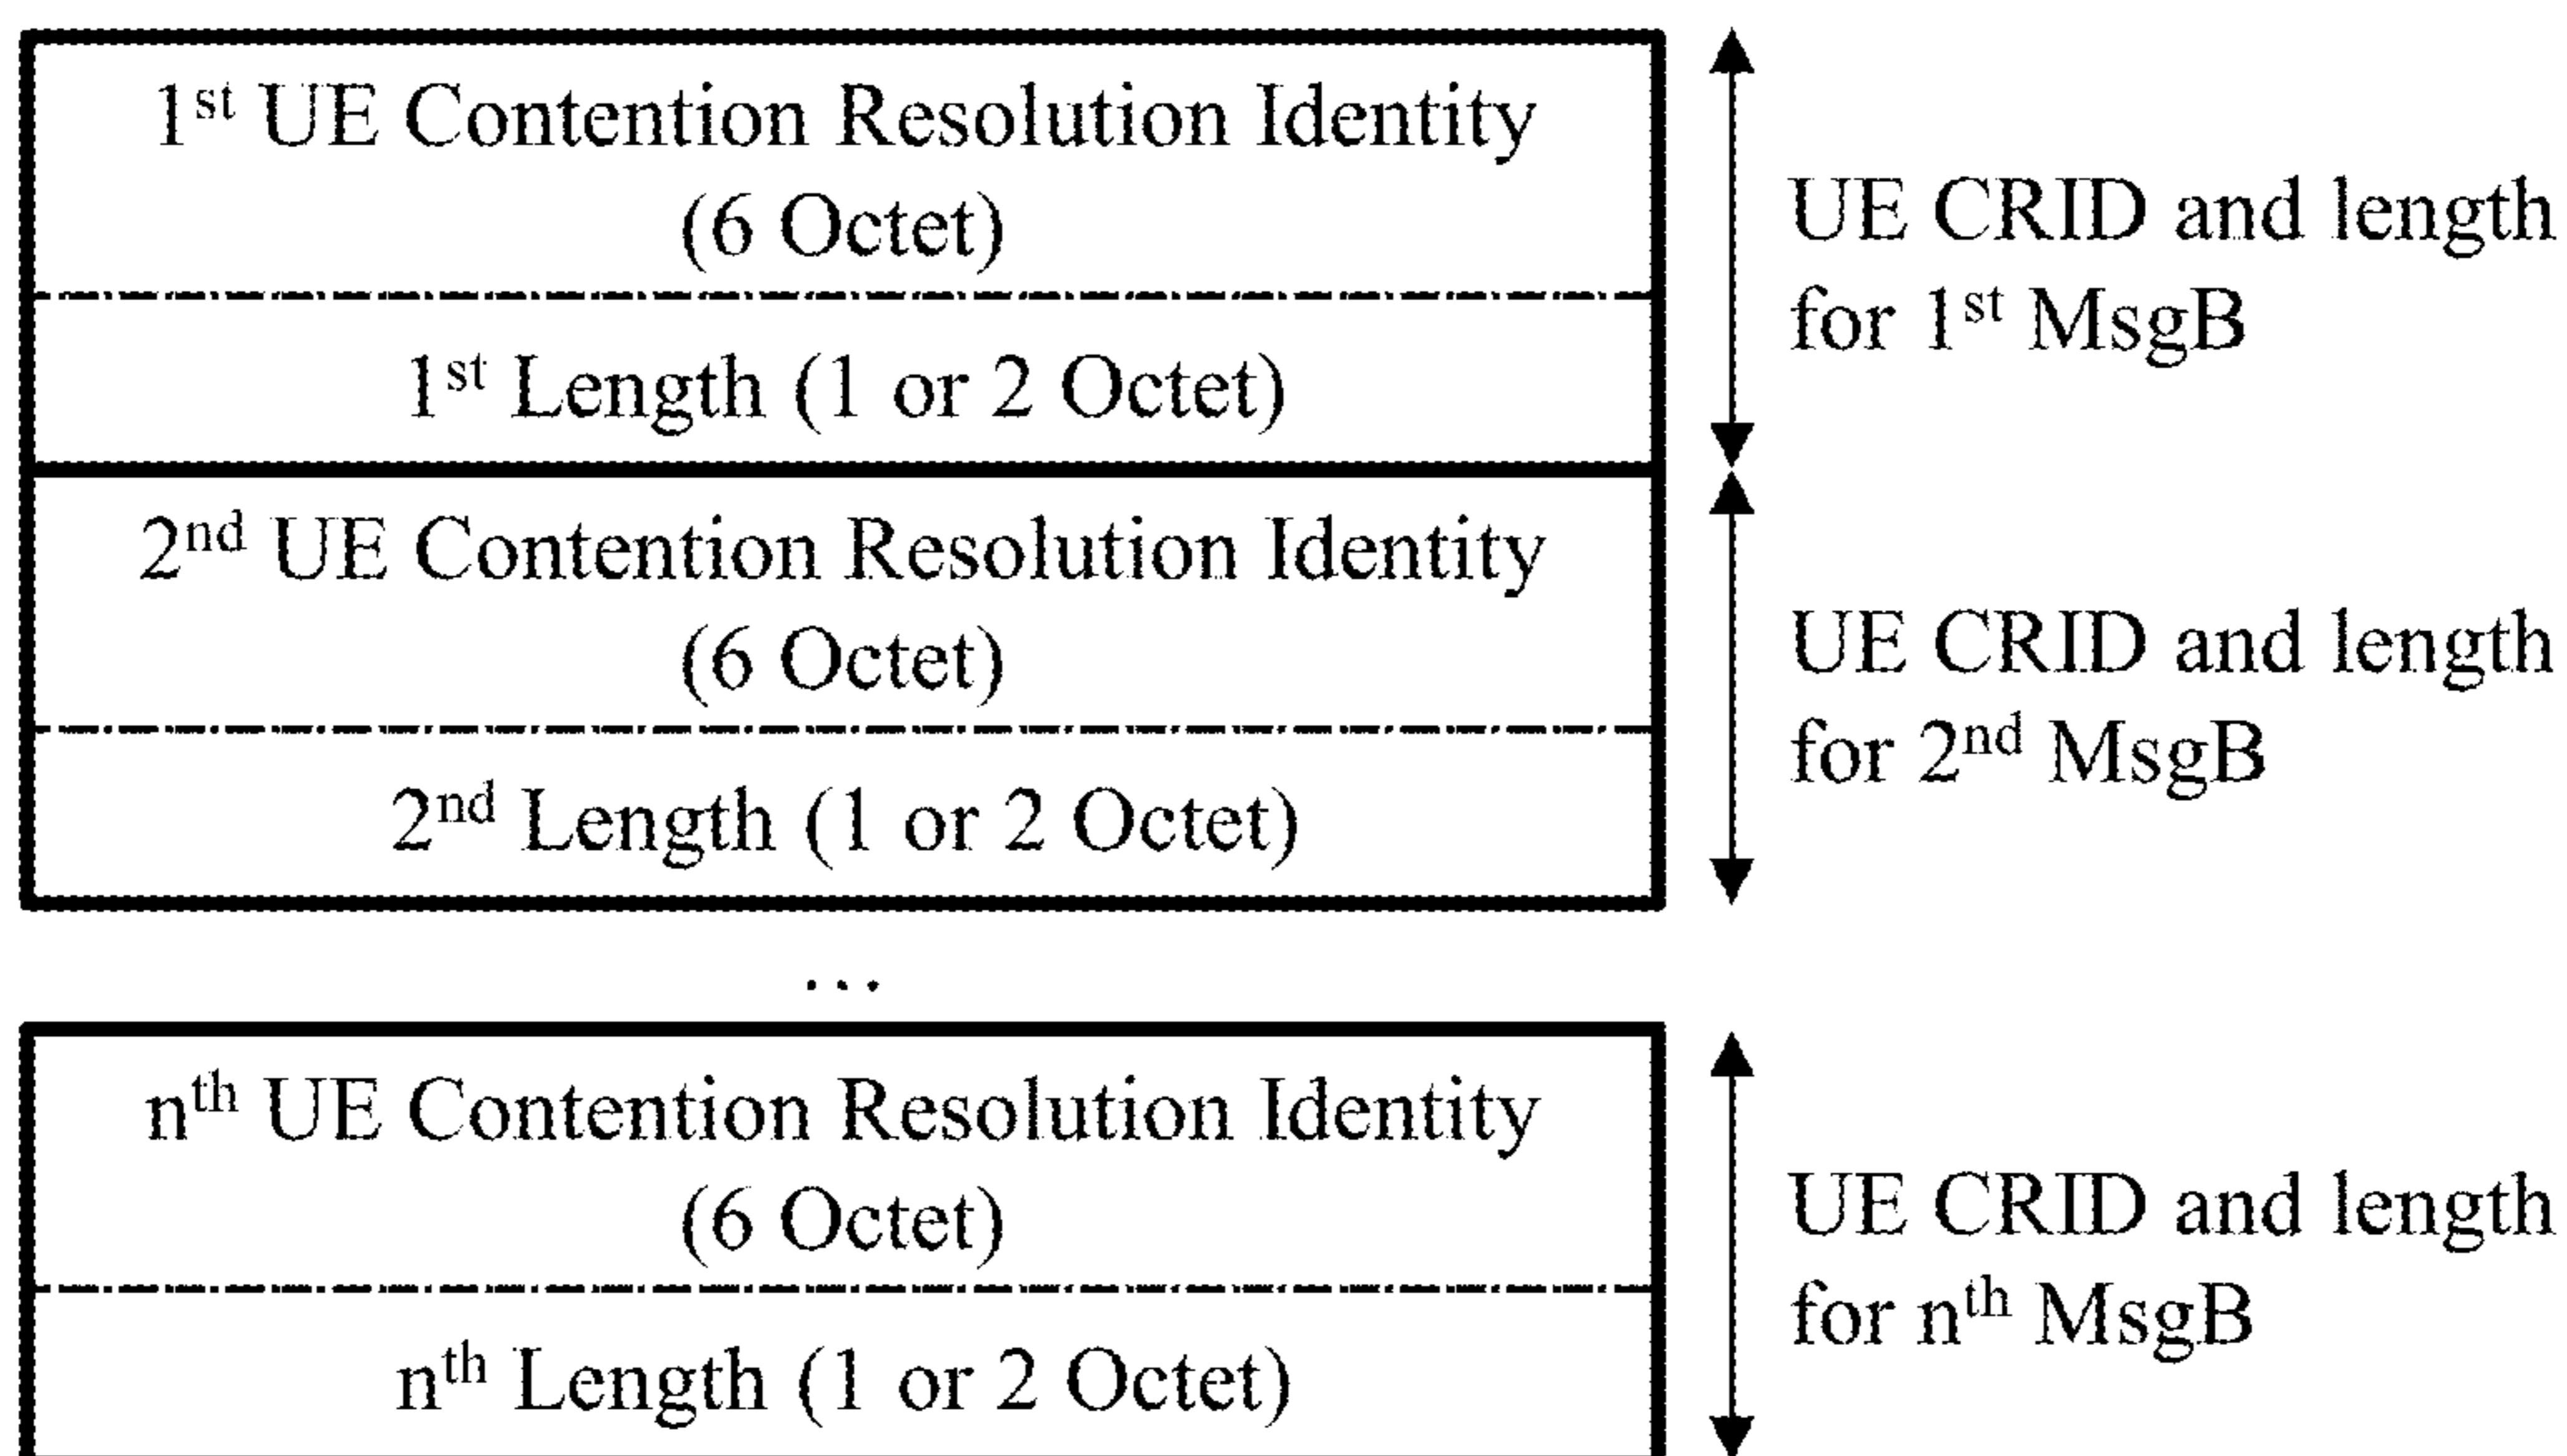 1st UE Contention Resolution Identity
(6 Octet)
1st Length (1 or 2 Octet)
UE CRID and length
for 1st MsgB
2nd UE Contention Resolution Identity
(6 Octet)
2nd Length (1 or 2 Octet)
UE CRID and length
for 2nd MsgB
...
nth UE Contention Resolution Identity
(6 Octet)
nth Length (1 or 2 Octet)
UE CRID and length
for nth MsgB